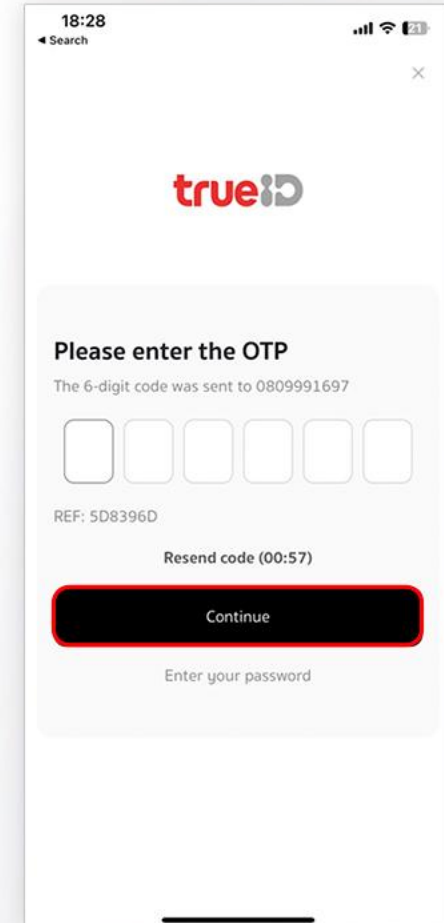 18:28
◀ Search
21
trueID
Please enter the OTP
The 6-digit code was sent to 0809991697
REF: 5D8396D
Resend code (00:57)
Continue
Enter your password